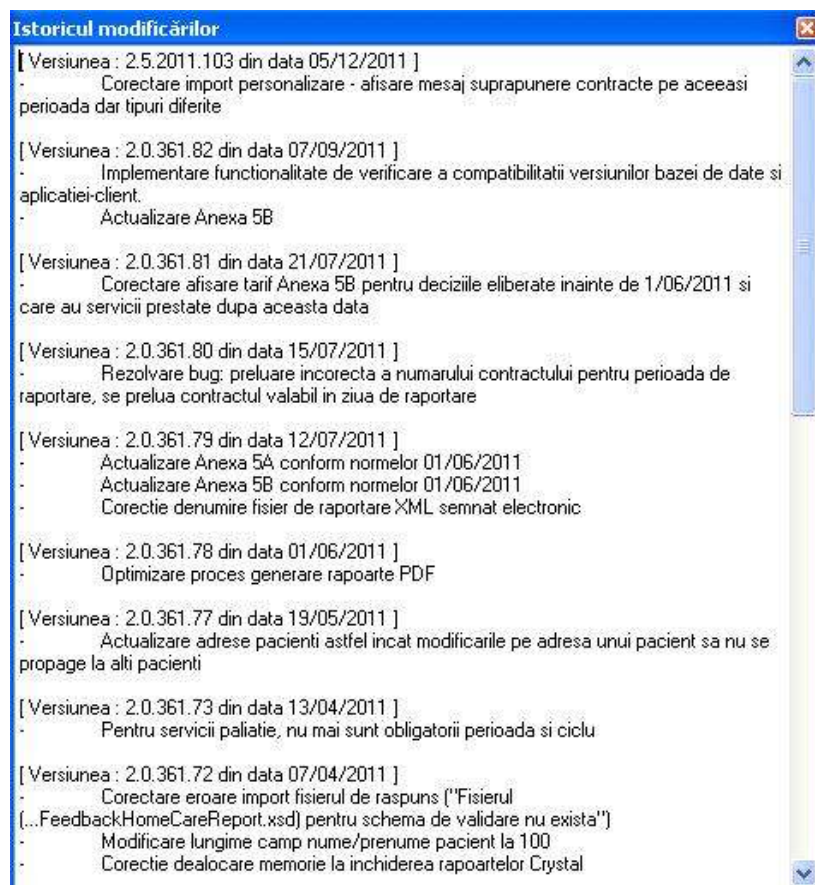 Istoricul modificărilor
[ Versiunea : 2.5.2011.103 din data 05/12/2011 ]
- Corectare import personalizare - afisare mesaj suprapunere contracte pe aceeasi
perioada dar tipuri diferite
[ Versiunea : 2.0.361.82 din data 07/09/2011 ]
- Implementare functionalitate de verificare a compatibilitatii versiunilor bazei de date si
aplicatiei-client.
- Actualizare Anexa 5B
[ Versiunea : 2.0.361.81 din data 21/07/2011 ]
- Corectare afisare tarif Anexa 5B pentru deciziile eliberate inainte de 1/06/2011 si
care au servicii prestate dupa aceasta data
[ Versiunea : 2.0.361.80 din data 15/07/2011 ]
- Rezolvare bug: preluare incorecta a numarului contractului pentru perioada de
raportare, se prelua contractul valabil in ziua de raportare
[ Versiunea : 2.0.361.79 din data 12/07/2011 ]
- Actualizare Anexa 5A conform normelor 01/06/2011
- Actualizare Anexa 5B conform normelor 01/06/2011
- Corectie denumire fisier de raportare XML semnat electronic
[ Versiunea : 2.0.361.78 din data 01/06/2011 ]
- Optimizare proces generare rapoarte PDF
[ Versiunea : 2.0.361.77 din data 19/05/2011 ]
- Actualizare adrese pacienti astfel incat modificarile pe adresa unui pacient sa nu se
propage la alti pacienti
[ Versiunea : 2.0.361.73 din data 13/04/2011 ]
- Pentru servicii paliatie, nu mai sunt obligatorii perioada si ciclu
[ Versiunea : 2.0.361.72 din data 07/04/2011 ]
- Corectare eroare import fisierul de raspuns ("Fisierul
(...FeedbackHomeCareReport.xsd) pentru schema de validare nu exista")
- Modificare lungime camp nume/prenume pacient la 100
- Corectie dealocare memorie la inchiderea rapoartelor Crystal